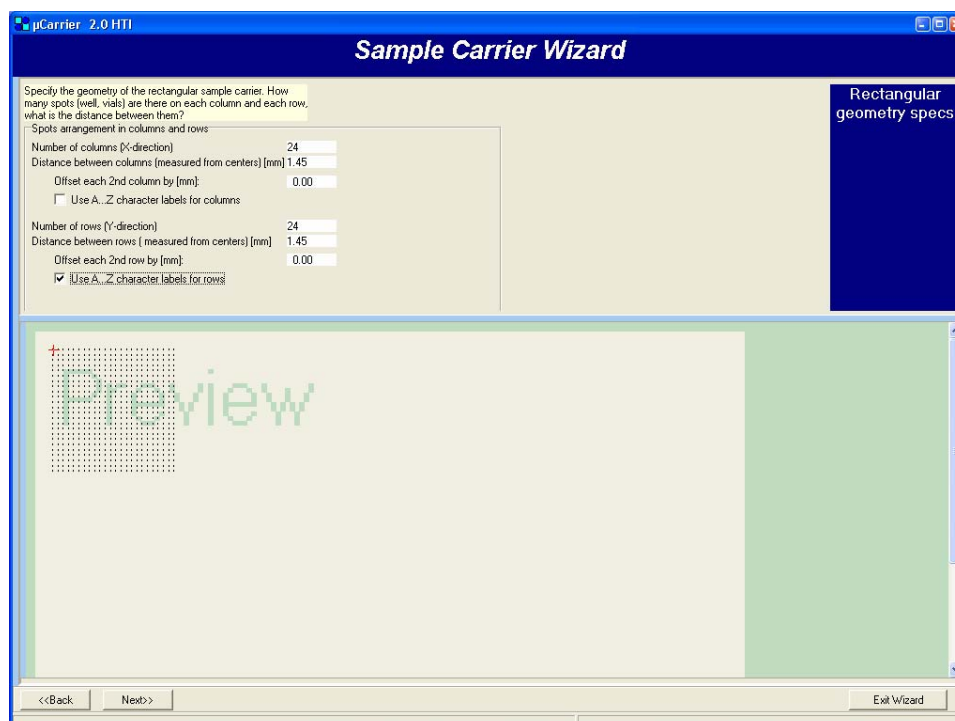 µCarrier 2.0 HTI
Sample Carrier Wizard
Specify the geometry of the rectangular sample carrier. How
many spots (well, vials) are there on each column and each row,
what is the distance between them?
Rectangular
geometry specs
Spots arrangement in columns and rows
Number of columns (X-direction) 24
Distance between columns (measured from centers) [mm] 1.45
Offset each 2nd column by [mm]: 0.00
Use A...Z character labels for columns
Number of rows (Y-direction) 24
Distance between rows ( measured from centers) [mm] 1.45
Offset each 2nd row by [mm]: 0.00
Use A...Z character labels for rows
Preview
<<Back Next>> Exit Wizard